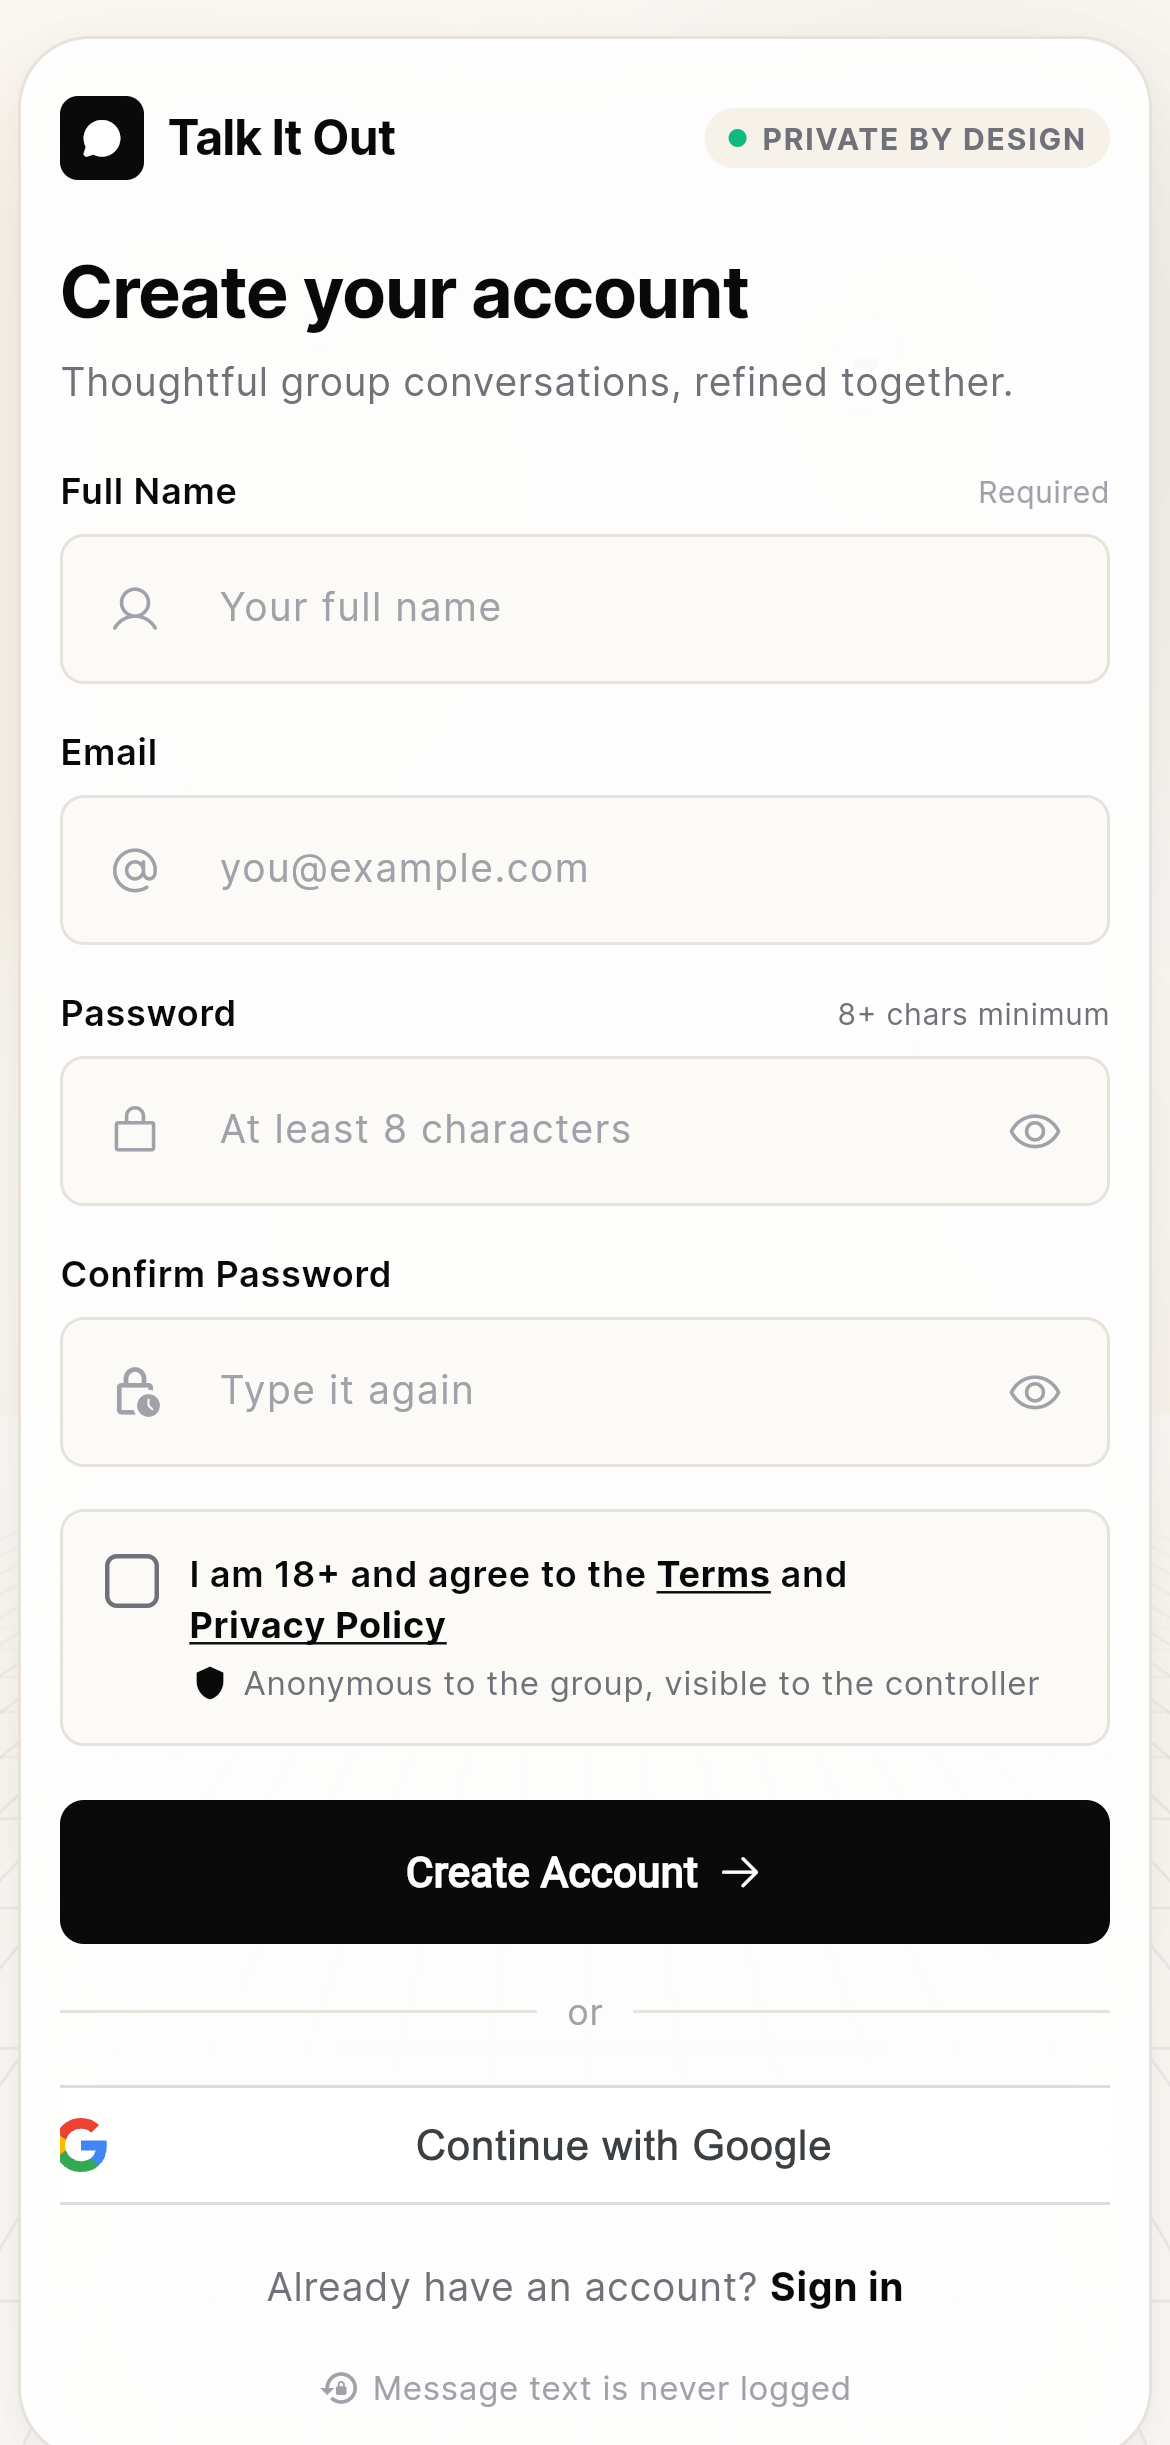 Talk It Out
PRIVATE BY DESIGN
Create your account
Thoughtful group conversations, refined together.
Full Name
Required
Your full name
Email
you@example.com
Password
8+ chars minimum
At least 8 characters
Confirm Password
Type it again
I am 18+ and agree to the Terms and
Privacy Policy
Anonymous to the group, visible to the controller
Create Account →
or
Continue with Google
Already have an account? Sign in
Message text is never logged